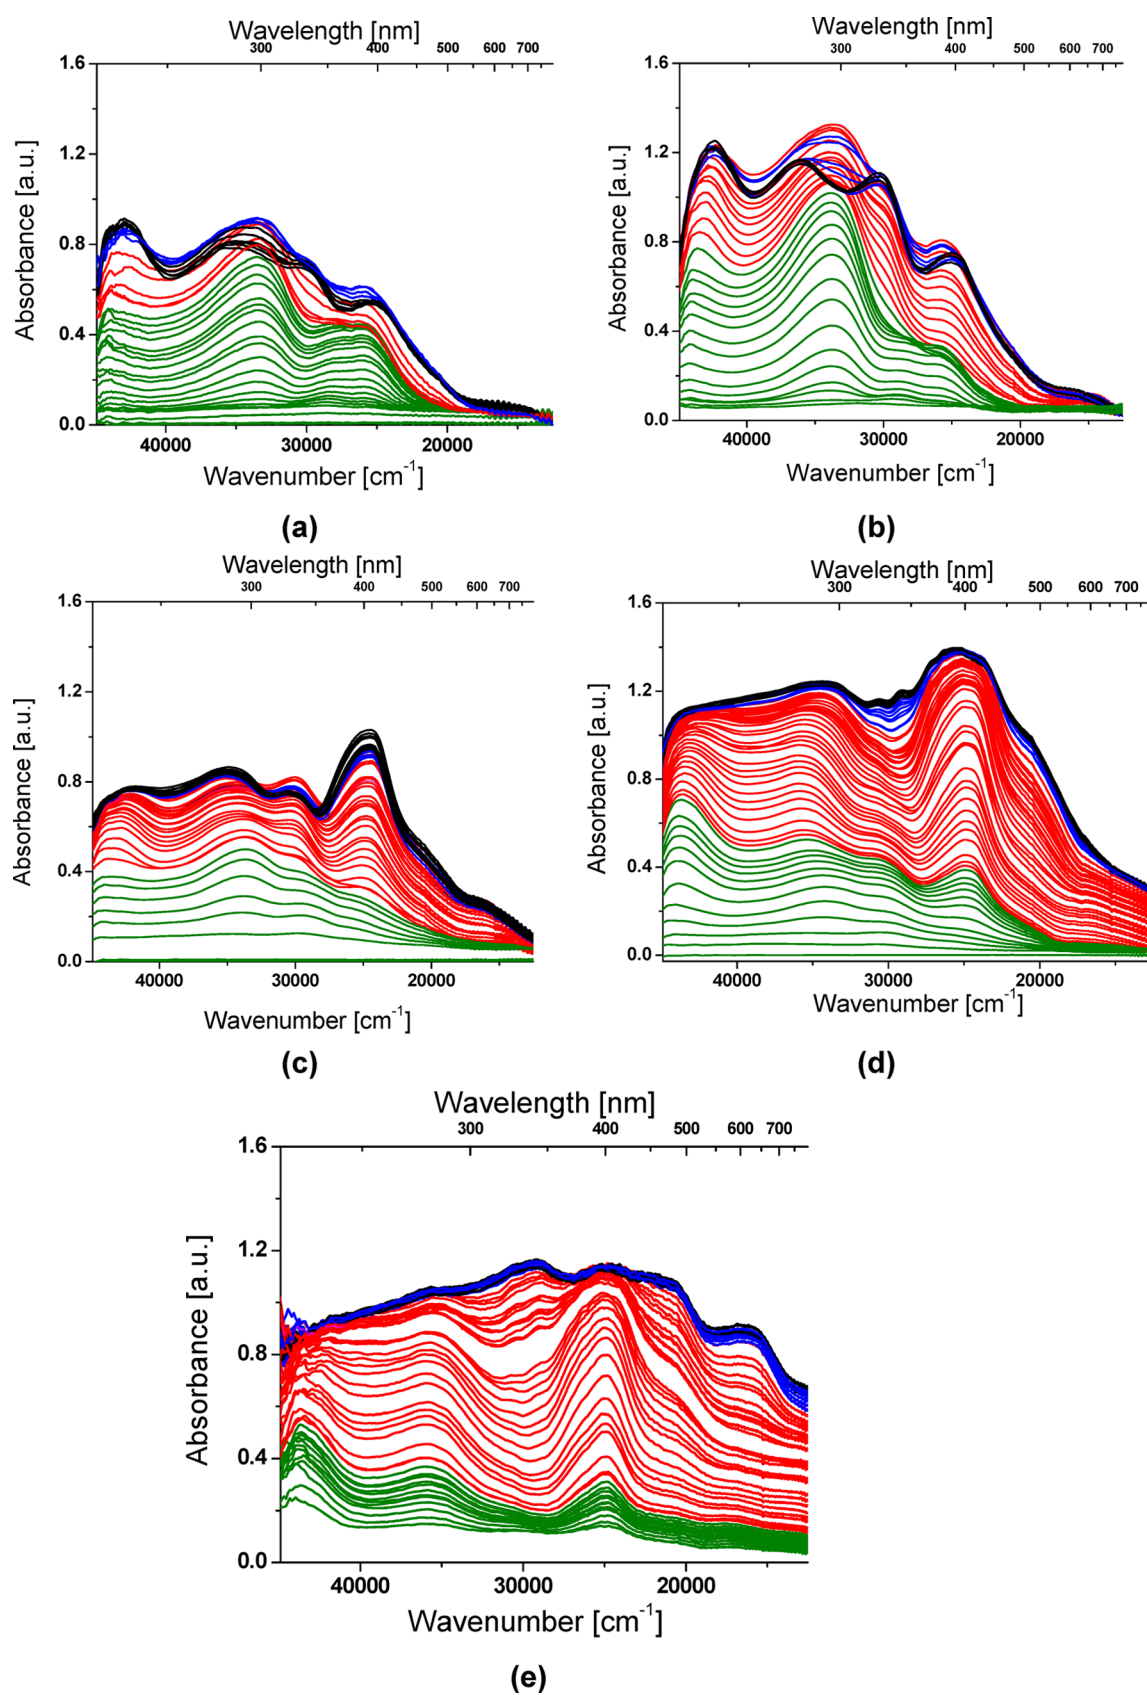 Wavelength [nm]
300 400 500 600 700
1.6
1.2
0.8
0.4
0.0
Absorbance [a.u.]
40000 30000 20000
Wavenumber [cm-1]
(a)
Wavelength [nm]
300 400 500 600 700
1.6
1.2
0.8
0.4
0.0
Absorbance [a.u.]
40000 30000 20000
Wavenumber [cm-1]
(b)
Wavelength [nm]
300 400 500 600 700
1.6
1.2
0.8
0.4
0.0
Absorbance [a.u.]
40000 30000 20000
Wavenumber [cm-1]
(c)
Wavelength [nm]
300 400 500 600 700
1.6
1.2
0.8
0.4
0.0
Absorbance [a.u.]
40000 30000 20000
Wavenumber [cm-1]
(d)
Wavelength [nm]
300 400 500 600 700
1.6
1.2
0.8
0.4
0.0
Absorbance [a.u.]
40000 30000 20000
Wavenumber [cm-1]
(e)